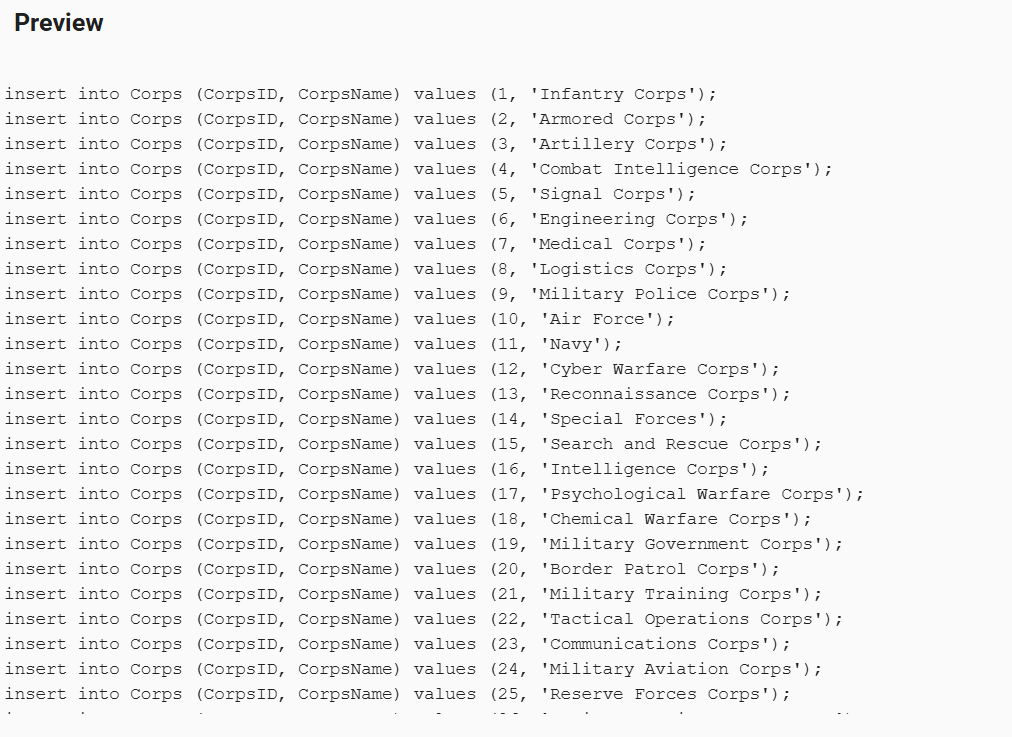 Preview
insert into Corps (CorpsID, CorpsName) values (1, 'Infantry Corps');
insert into Corps (CorpsID, CorpsName) values (2, 'Armored Corps');
insert into Corps (CorpsID, CorpsName) values (3, 'Artillery Corps');
insert into Corps (CorpsID, CorpsName) values (4, 'Combat Intelligence Corps');
insert into Corps (CorpsID, CorpsName) values (5, 'Signal Corps');
insert into Corps (CorpsID, CorpsName) values (6, 'Engineering Corps');
insert into Corps (CorpsID, CorpsName) values (7, 'Medical Corps');
insert into Corps (CorpsID, CorpsName) values (8, 'Logistics Corps');
insert into Corps (CorpsID, CorpsName) values (9, 'Military Police Corps');
insert into Corps (CorpsID, CorpsName) values (10, 'Air Force');
insert into Corps (CorpsID, CorpsName) values (11, 'Navy');
insert into Corps (CorpsID, CorpsName) values (12, 'Cyber Warfare Corps');
insert into Corps (CorpsID, CorpsName) values (13, 'Reconnaissance Corps');
insert into Corps (CorpsID, CorpsName) values (14, 'Special Forces');
insert into Corps (CorpsID, CorpsName) values (15, 'Search and Rescue Corps');
insert into Corps (CorpsID, CorpsName) values (16, 'Intelligence Corps');
insert into Corps (CorpsID, CorpsName) values (17, 'Psychological Warfare Corps');
insert into Corps (CorpsID, CorpsName) values (18, 'Chemical Warfare Corps');
insert into Corps (CorpsID, CorpsName) values (19, 'Military Government Corps');
insert into Corps (CorpsID, CorpsName) values (20, 'Border Patrol Corps');
insert into Corps (CorpsID, CorpsName) values (21, 'Military Training Corps');
insert into Corps (CorpsID, CorpsName) values (22, 'Tactical Operations Corps');
insert into Corps (CorpsID, CorpsName) values (23, 'Communications Corps');
insert into Corps (CorpsID, CorpsName) values (24, 'Military Aviation Corps');
insert into Corps (CorpsID, CorpsName) values (25, 'Reserve Forces Corps');